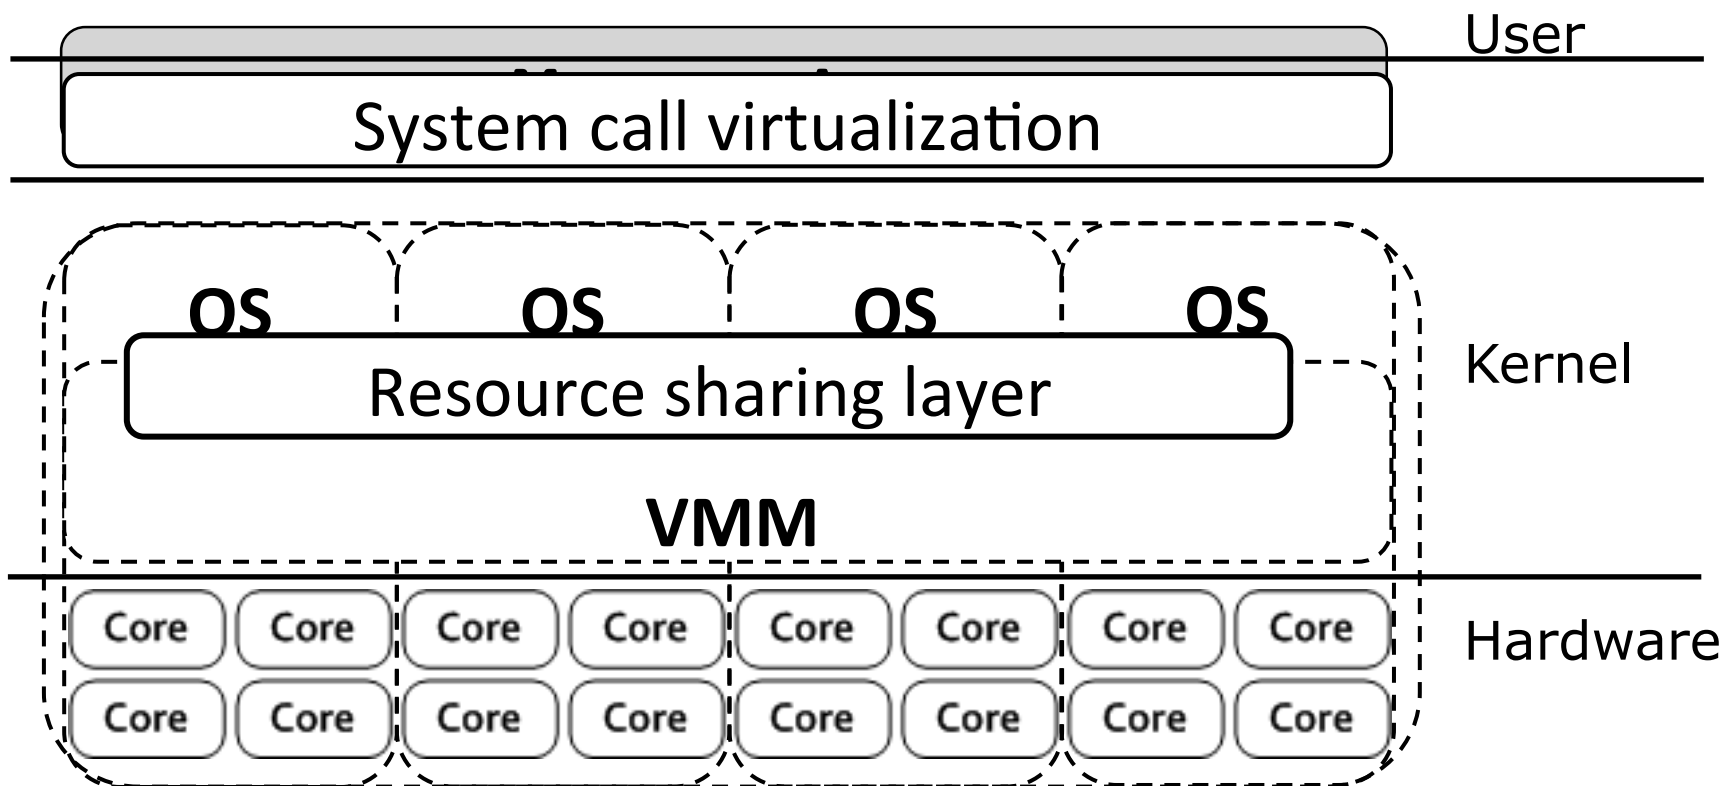 User
System call virtualization
OS OS OS OS
Resource sharing layer
Kernel
VMM
Core Core Core Core Core Core Core Core
Hardware
Core Core Core Core Core Core Core Core